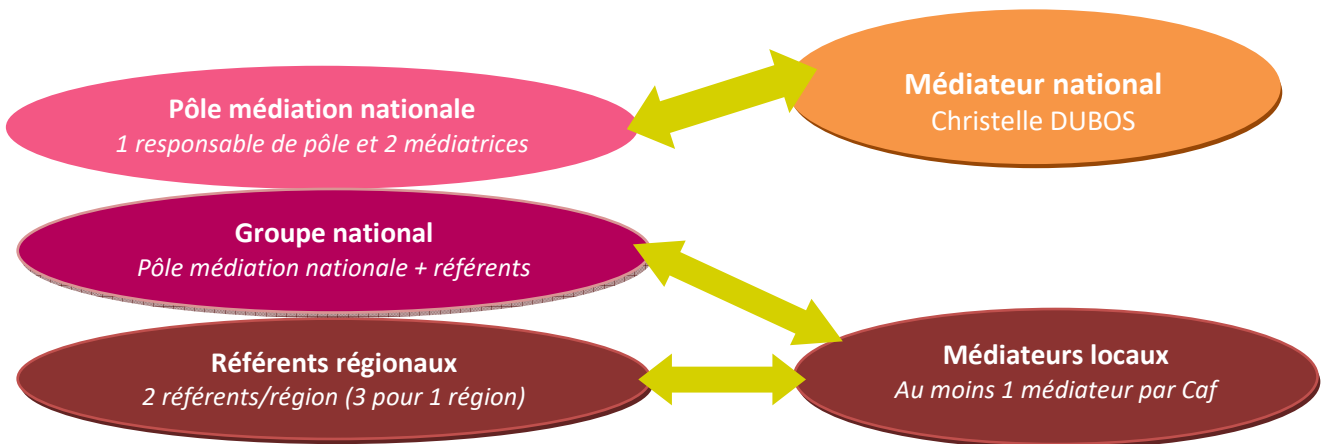 Pôle médiation nationale
1 responsable de pôle et 2 médiatrices
Médiateur national
Christelle DUBOS
Groupe national
Pôle médiation nationale + référents
Référents régionaux
2 référents/région (3 pour 1 région)
Médiateurs locaux
Au moins 1 médiateur par Caf